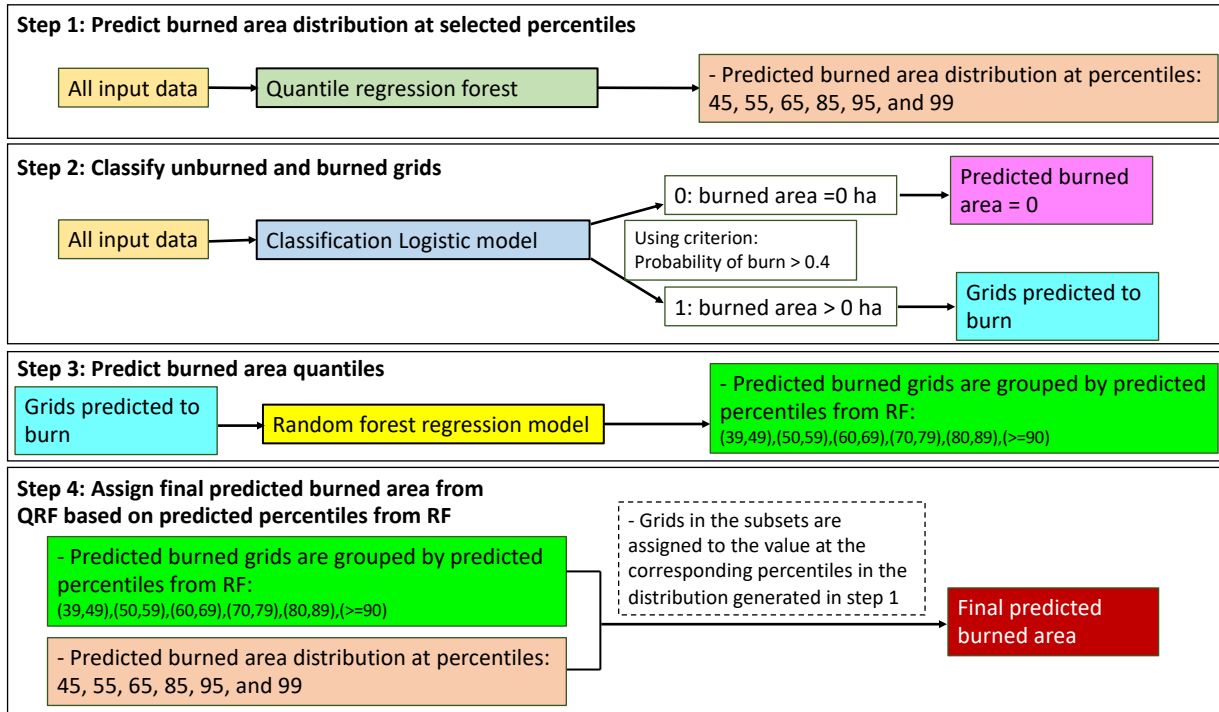 Step 1: Predict burned area distribution at selected percentiles
All input data
Quantile regression forest
- Predicted burned area distribution at percentiles:
45, 55, 65, 85, 95, and 99
Step 2: Classify unburned and burned grids
All input data
Classification Logistic model
0: burned area =0 ha
Using criterion:
Probability of burn > 0.4
1: burned area > 0 ha
Predicted burned
area = 0
Grids predicted to
burn
Step 3: Predict burned area quantiles
Grids predicted to
burn
Random forest regression model
- Predicted burned grids are grouped by predicted
percentiles from RF:
(39,49),(50,59),(60,69),(70,79),(80,89),(>=90)
Step 4: Assign final predicted burned area from
QRF based on predicted percentiles from RF
- Predicted burned grids are grouped by predicted
percentiles from RF:
(39,49),(50,59),(60,69),(70,79),(80,89),(>=90)
- Predicted burned area distribution at percentiles:
45, 55, 65, 85, 95, and 99
- Grids in the subsets are
assigned to the value at the
corresponding percentiles in the
distribution generated in step 1
Final predicted
burned area